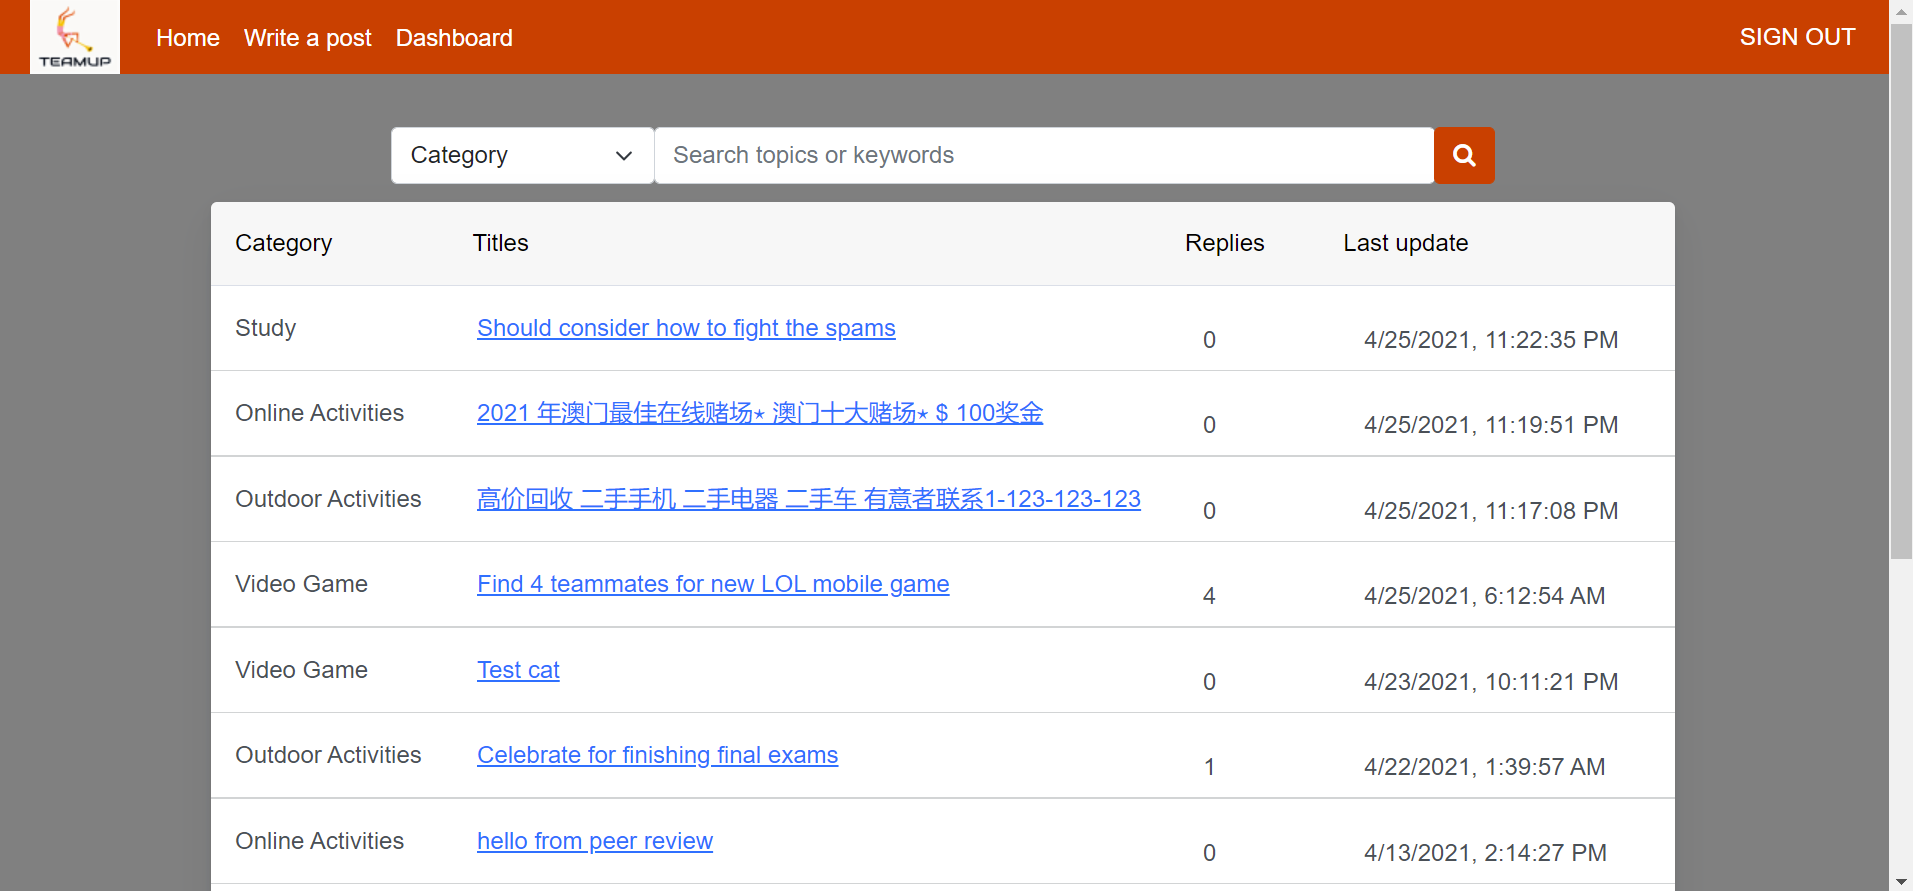 TEAMUP
Home Write a post Dashboard SIGN OUT
Category Search topics or keywords
Category Titles Replies Last update
Study Should consider how to fight the spams 0 4/25/2021, 11:22:35 PM
Online Activities 2021 年澳门最佳在线赌场⋆ 澳门十大赌场⋆ $ 100奖金 0 4/25/2021, 11:19:51 PM
Outdoor Activities 高价回收 二手手机 二手电器 二手车 有意者联系1-123-123-123 0 4/25/2021, 11:17:08 PM
Video Game Find 4 teammates for new LOL mobile game 4 4/25/2021, 6:12:54 AM
Video Game Test cat 0 4/23/2021, 10:11:21 PM
Outdoor Activities Celebrate for finishing final exams 1 4/22/2021, 1:39:57 AM
Online Activities hello from peer review 0 4/13/2021, 2:14:27 PM